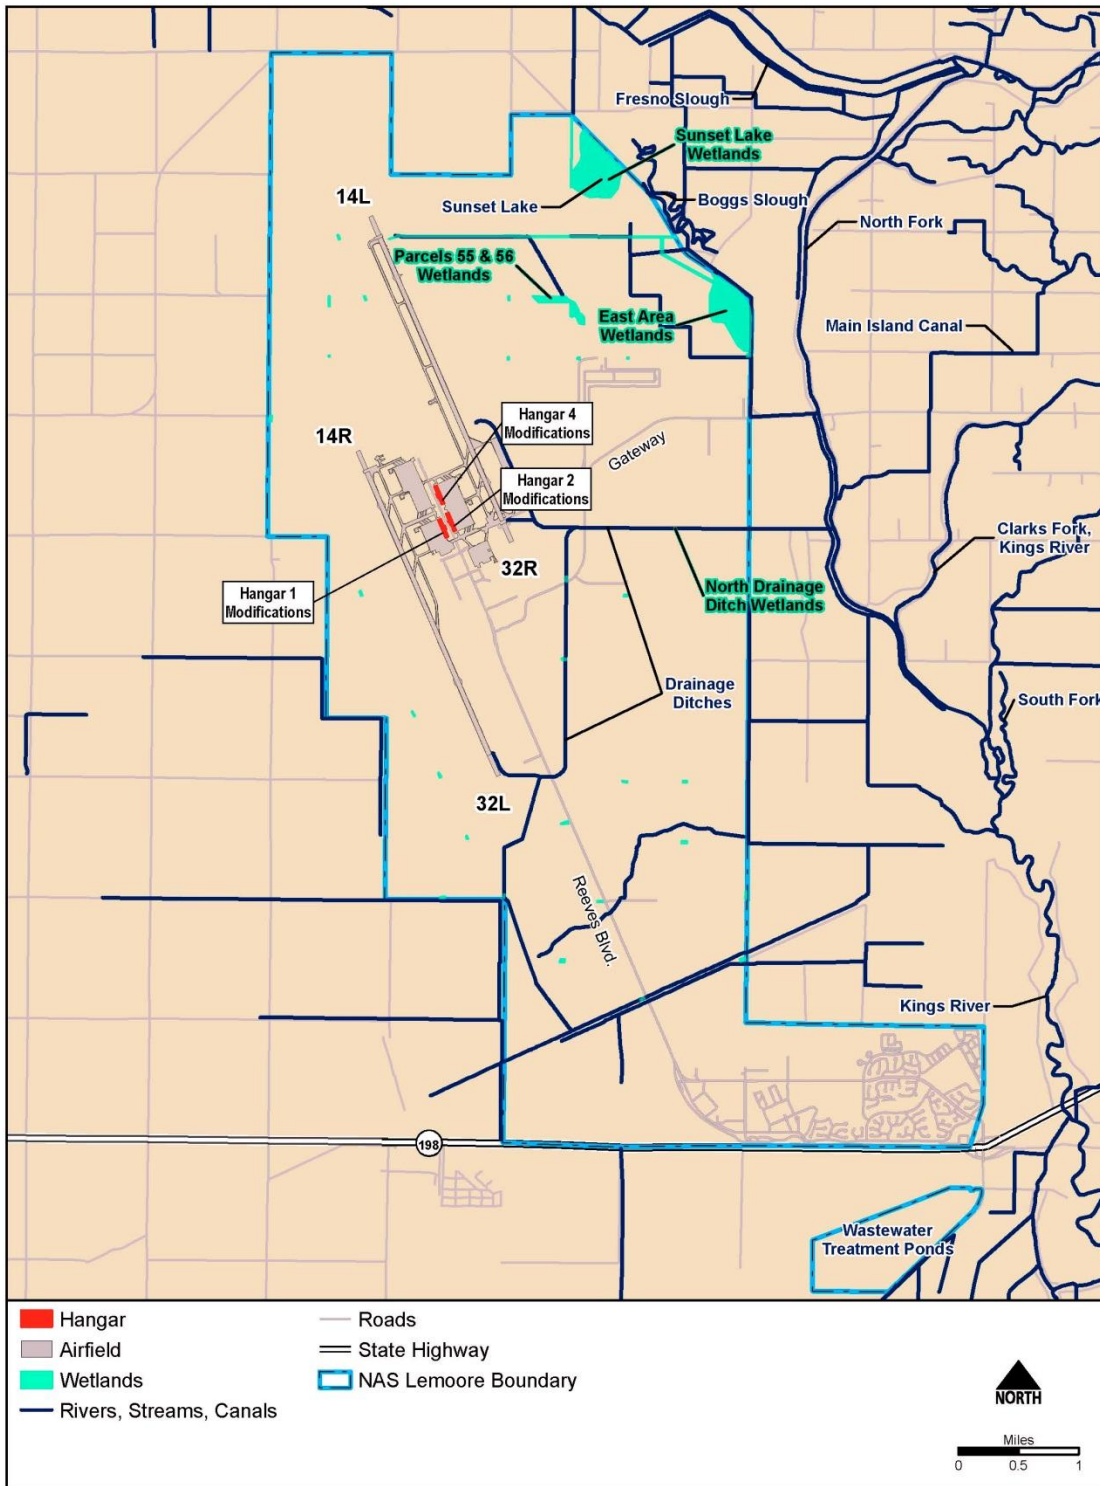 Fresno Slough
Sunset Lake
Wetlands
14L
Sunset Lake
Boggs Slough
North Fork
Parcels 55 & 56
Wetlands
East Area
Wetlands
Main Island Canal
Hangar 4
Modifications
14R
Gateway
Hangar 2
Modifications
Clarks Fork,
Kings River
32R
Hangar 1
Modifications
North Drainage
Ditch Wetlands
Drainage
Ditches
South Fork
32L
Reeves Blvd.
Kings River
198
Wastewater
Treatment Ponds
Hangar
Airfield
Wetlands
Rivers, Streams, Canals
Roads
State Highway
NAS Lemoore Boundary
NORTH
Miles
0 0.5 1